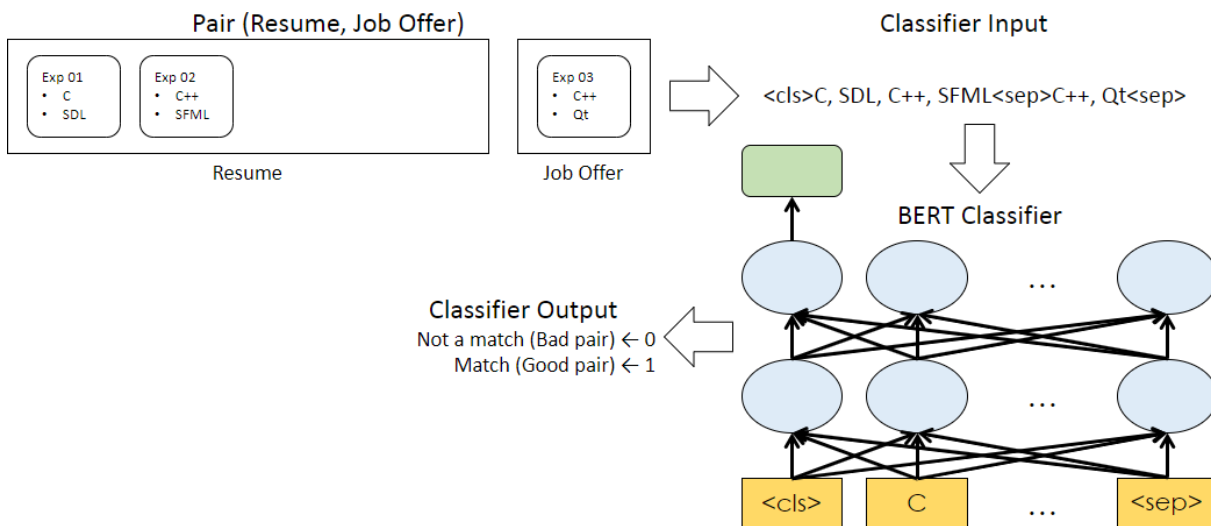 Pair (Resume, Job Offer)
Exp 01
• C
• SDL
Exp 02
• C++
• SFML
Resume
Exp 03
• C++
• Qt
Job Offer
Classifier Input
<cls>C, SDL, C++, SFML<sep>C++, Qt<sep>
BERT Classifier
...
...
<cls> C ... <sep>
Classifier Output
Not a match (Bad pair) ← 0
Match (Good pair) ← 1